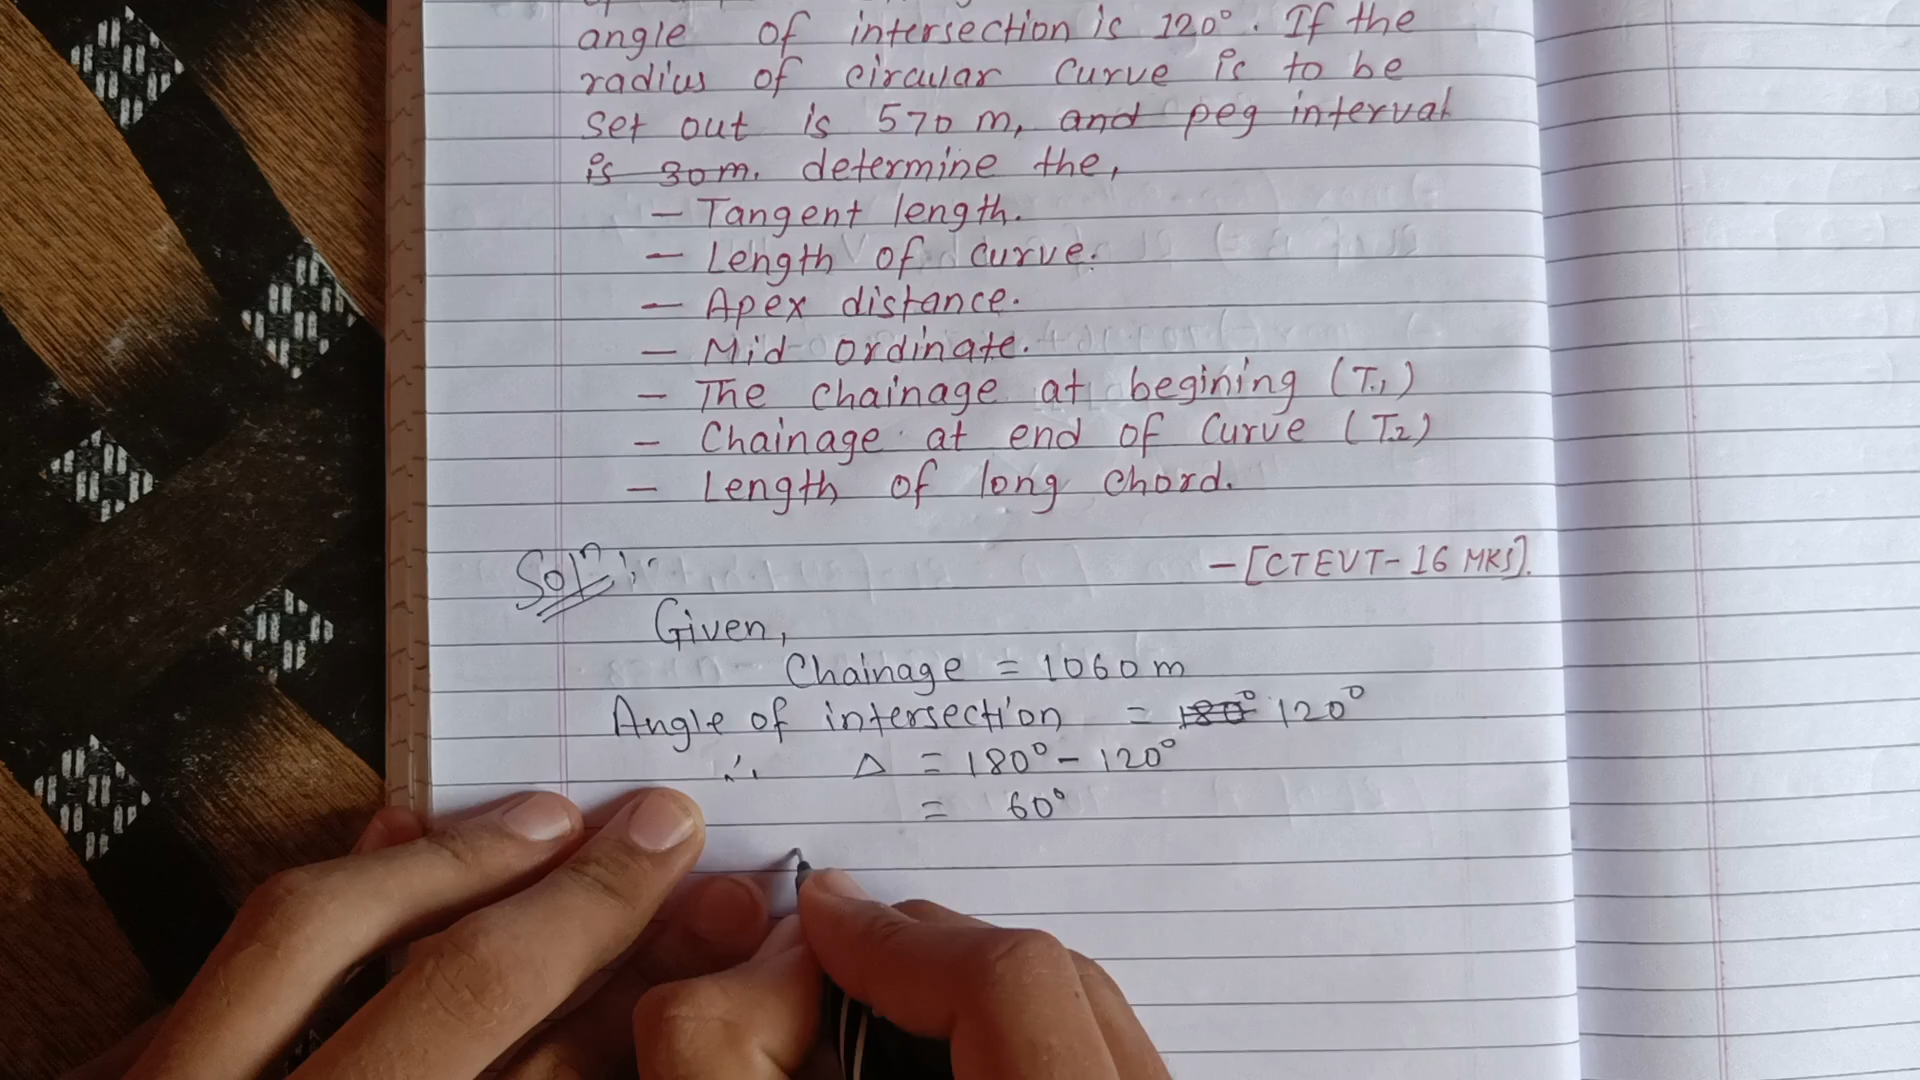 angle of intersection is 120°. If the
radius of circular curve is to be
set out is 570 m, and peg interval
is 30m. determine the,
- Tangent length.
- Length of curve.
- Apex distance.
- Mid ordinate.
- The chainage at begining (T.1)
- Chainage at end of curve (T.2)
- Length of long chord.
- [CTEVT- 16 MKS].
Solⁿ:-
Given,
Chainage = 1060 m
Angle of intersection = 180° 120°
∴ Δ = 180° - 120°
= 60°